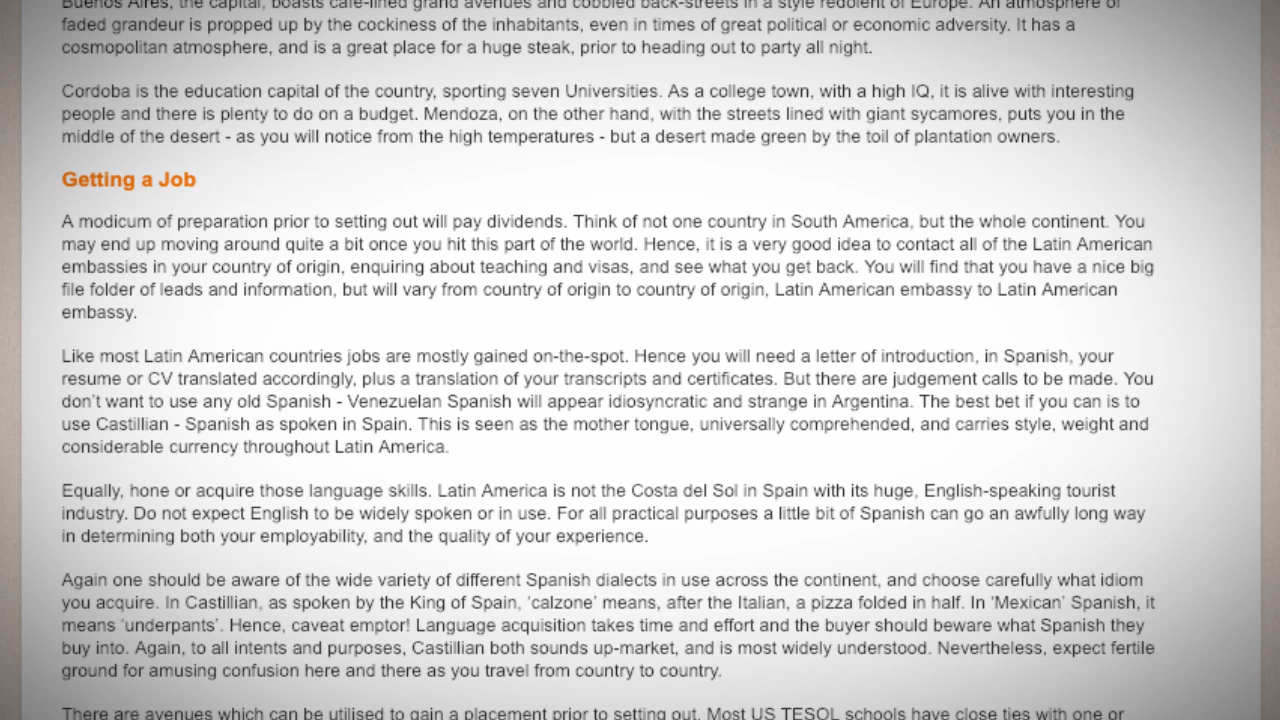 Buenos Aires, the capital, boasts café-lined grand avenues and cobbled back-streets in a style redolent of Europe. An atmosphere of
faded grandeur is propped up by the cockiness of the inhabitants, even in times of great political or economic adversity. It has a
cosmopolitan atmosphere, and is a great place for a huge steak, prior to heading out to party all night.
Cordoba is the education capital of the country, sporting seven Universities. As a college town, with a high IQ, it is alive with interesting
people and there is plenty to do on a budget. Mendoza, on the other hand, with the streets lined with giant sycamores, puts you in the
middle of the desert - as you will notice from the high temperatures - but a desert made green by the toil of plantation owners.
Getting a Job
A modicum of preparation prior to setting out will pay dividends. Think of not one country in South America, but the whole continent. You
may end up moving around quite a bit once you hit this part of the world. Hence, it is a very good idea to contact all of the Latin American
embassies in your country of origin, enquiring about teaching and visas, and see what you get back. You will find that you have a nice big
file folder of leads and information, but will vary from country of origin to country of origin, Latin American embassy to Latin American
embassy.
Like most Latin American countries jobs are mostly gained on-the-spot. Hence you will need a letter of introduction, in Spanish, your
resume or CV translated accordingly, plus a translation of your transcripts and certificates. But there are judgement calls to be made. You
don't want to use any old Spanish - Venezuelan Spanish will appear idiosyncratic and strange in Argentina. The best bet if you can is to
use Castillian - Spanish as spoken in Spain. This is seen as the mother tongue, universally comprehended, and carries style, weight and
considerable currency throughout Latin America.
Equally, hone or acquire those language skills. Latin America is not the Costa del Sol in Spain with its huge, English-speaking tourist
industry. Do not expect English to be widely spoken or in use. For all practical purposes a little bit of Spanish can go an awfully long way
in determining both your employability, and the quality of your experience.
Again one should be aware of the wide variety of different Spanish dialects in use across the continent, and choose carefully what idiom
you acquire. In Castillian, as spoken by the King of Spain, 'calzone' means, after the Italian, a pizza folded in half. In 'Mexican' Spanish, it
means 'underpants'. Hence, caveat emptor! Language acquisition takes time and effort and the buyer should beware what Spanish they
buy into. Again, to all intents and purposes, Castillian both sounds up-market, and is most widely understood. Nevertheless, expect fertile
ground for amusing confusion here and there as you travel from country to country.
There are avenues which can be utilised to gain a placement prior to setting out. Most US TESOL schools have close ties with one or